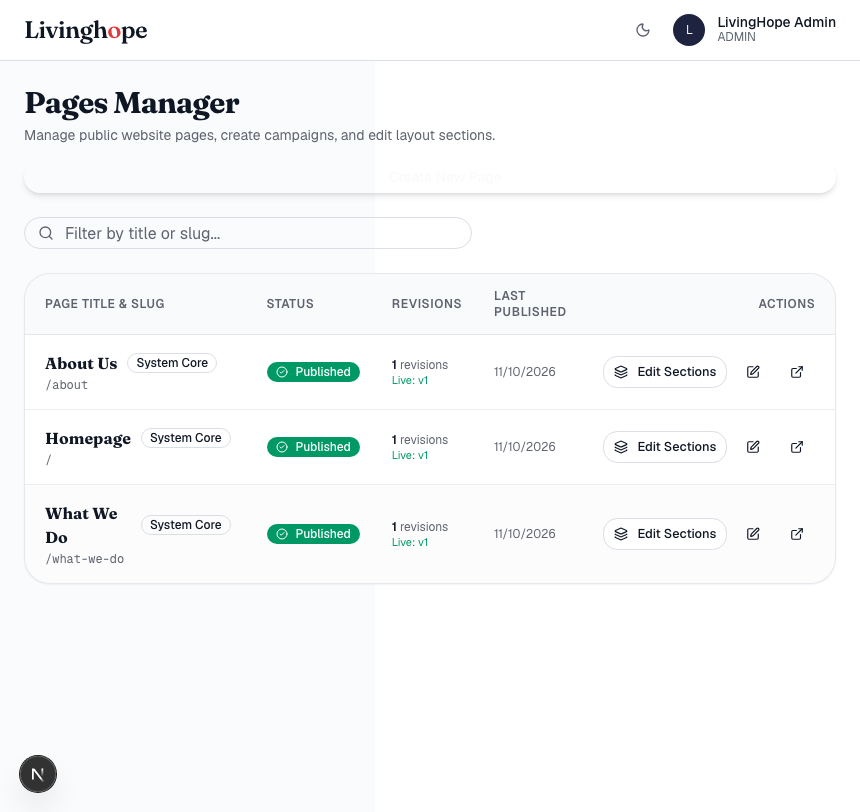 Livinghope
L
LivingHope Admin
ADMIN
Pages Manager
Manage public website pages, create campaigns, and edit layout sections.
Create New Page
Filter by title or slug...
PAGE TITLE & SLUG
STATUS
REVISIONS
LAST
PUBLISHED
ACTIONS
About Us
System Core
/about
Published
1 revisions
Live: v1
11/10/2026
Edit Sections
Homepage
System Core
/
Published
1 revisions
Live: v1
11/10/2026
Edit Sections
What We
Do
System Core
/what-we-do
Published
1 revisions
Live: v1
11/10/2026
Edit Sections
N